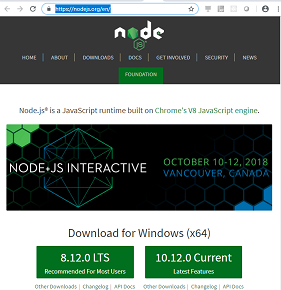 https://nodejs.org/en/
node
JS
HOME | ABOUT | DOWNLOADS | DOCS | GET INVOLVED | SECURITY | NEWS
FOUNDATION
Node.js® is a JavaScript runtime built on Chrome's V8 JavaScript engine.
NODE+JS INTERACTIVE
OCTOBER 10-12, 2018
VANCOUVER, CANADA
Download for Windows (x64)
8.12.0 LTS
Recommended For Most Users
10.12.0 Current
Latest Features
Other Downloads | Changelog | API Docs
Other Downloads | Changelog | API Docs